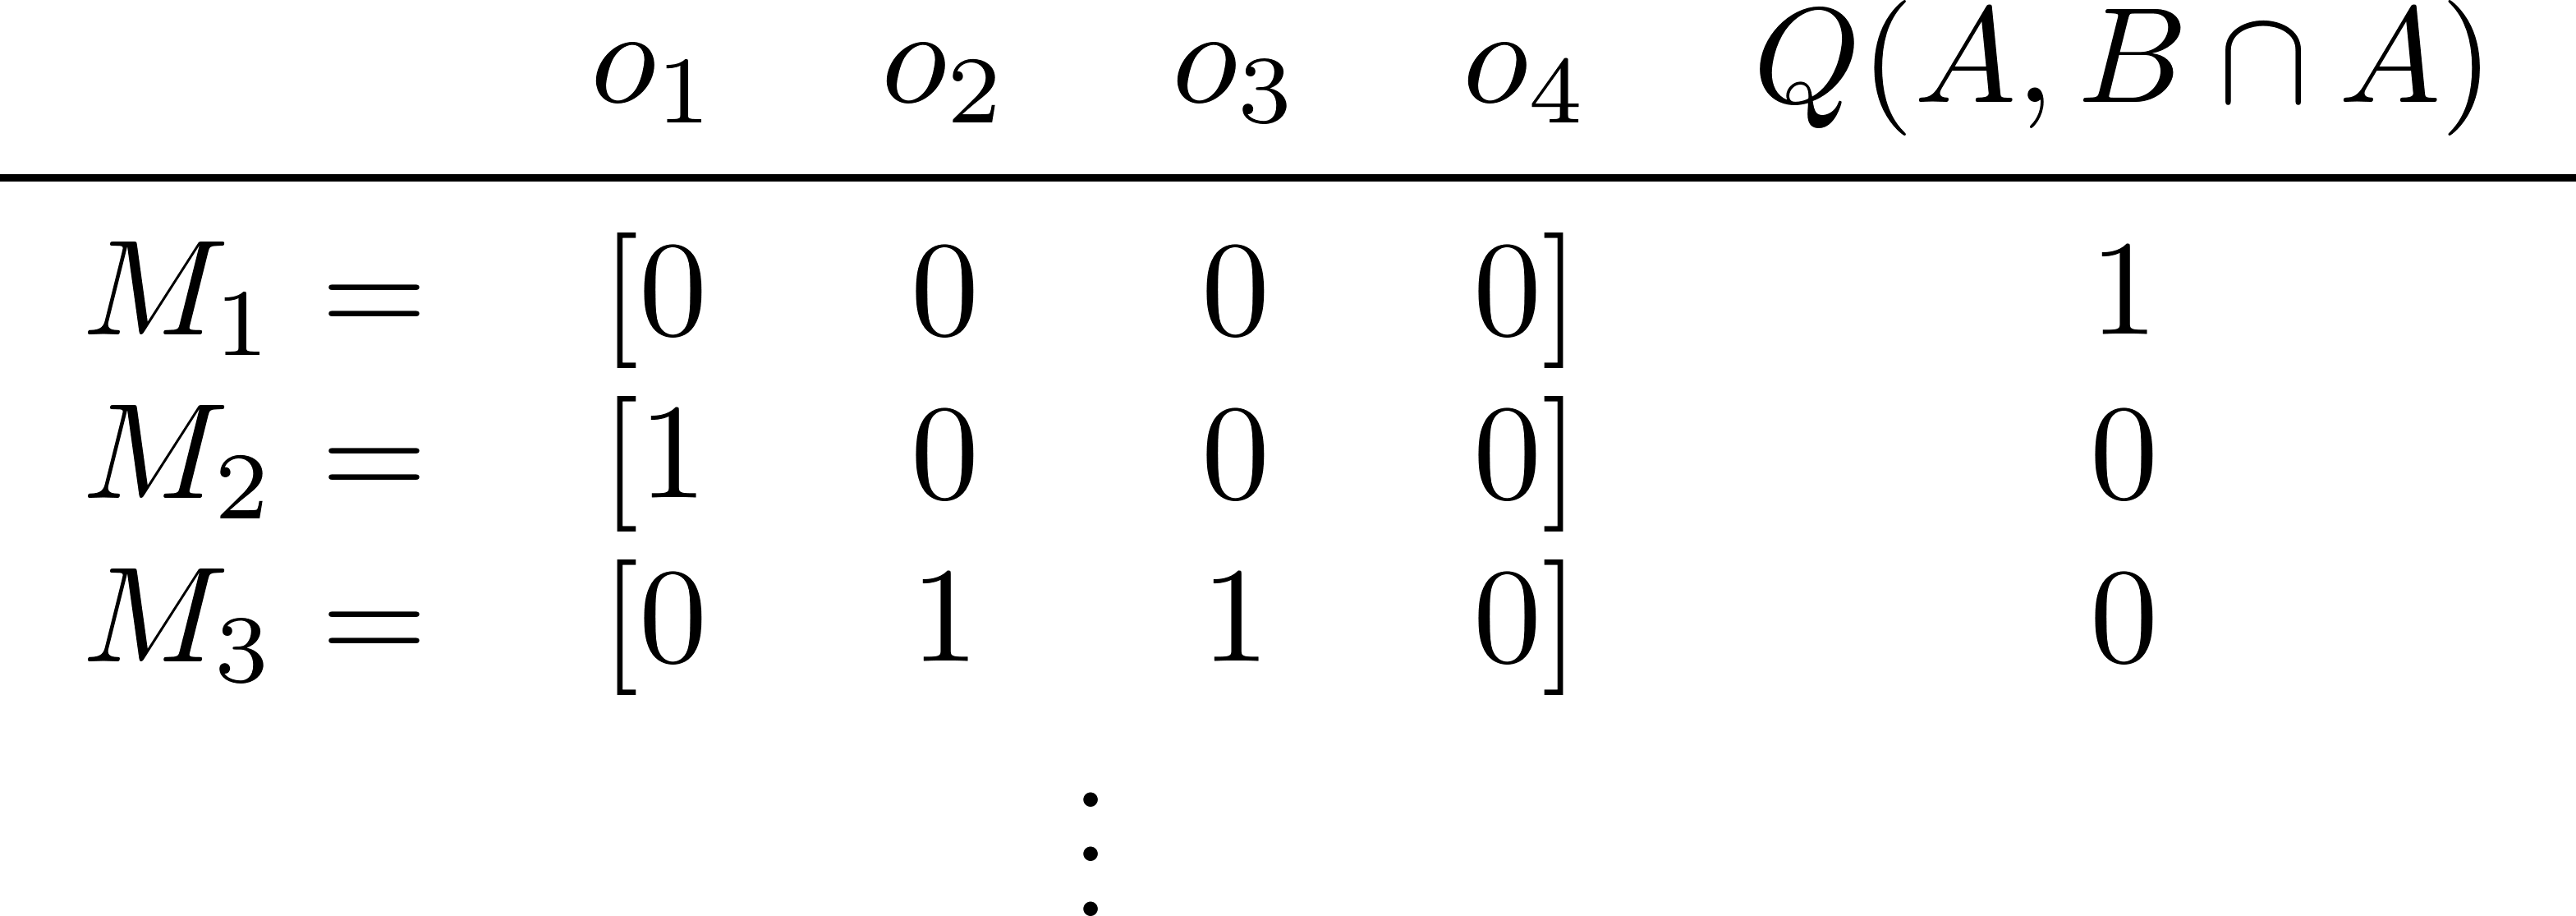 o₁ o₂ o₃ o₄ Q(A, B ∩ A)
M₁ = [0 0 0 0] 1
M₂ = [1 0 0 0] 0
M₃ = [0 1 1 0] 0
⋮